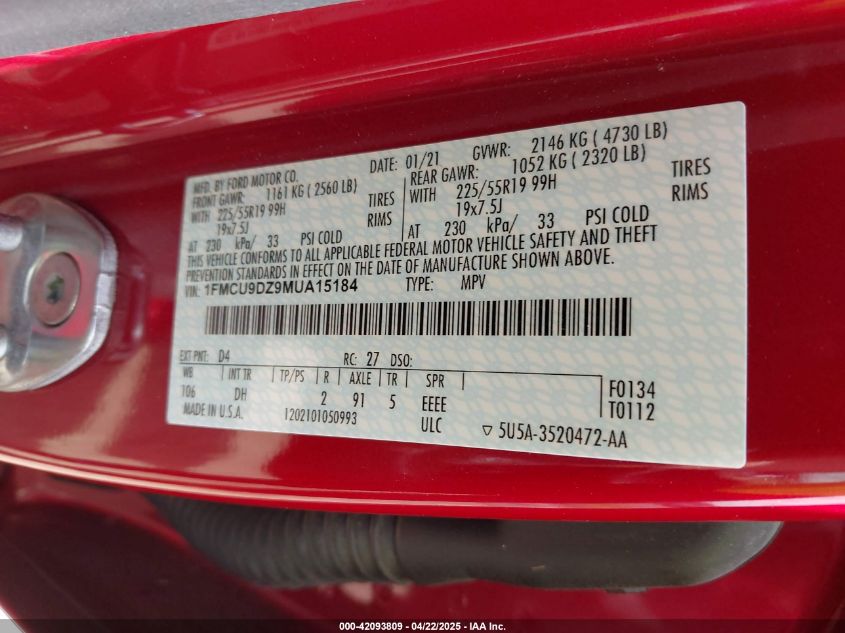 MFD. BY FORD MOTOR CO. DATE: 01/21 GVWR: 2146 KG ( 4730 LB)
FRONT GAWR: 1161 KG ( 2560 LB) REAR GAWR: 1052 KG ( 2320 LB)
WITH 225/55R19 99H TIRES WITH 225/55R19 99H TIRES
19x7.5J RIMS 19x7.5J RIMS
AT 230 kPa/ 33 PSI COLD AT 230 kPa/ 33 PSI COLD
THIS VEHICLE CONFORMS TO ALL APPLICABLE FEDERAL MOTOR VEHICLE SAFETY AND THEFT
PREVENTION STANDARDS IN EFFECT ON THE DATE OF MANUFACTURE SHOWN ABOVE.
VIN: 1FMCU9DZ9MUA15184 TYPE: MPV
EXT PNT: D4 RC: 27 DSO:
WB INT TR TP/PS R AXLE TR SPR
106 DH 2 91 5 EEEE
MADE IN U.S.A. 1202101050993 ULC
F0134
T0112
▽ 5U5A-3520472-AA
000-42093809 - 04/22/2025 - IAA Inc.